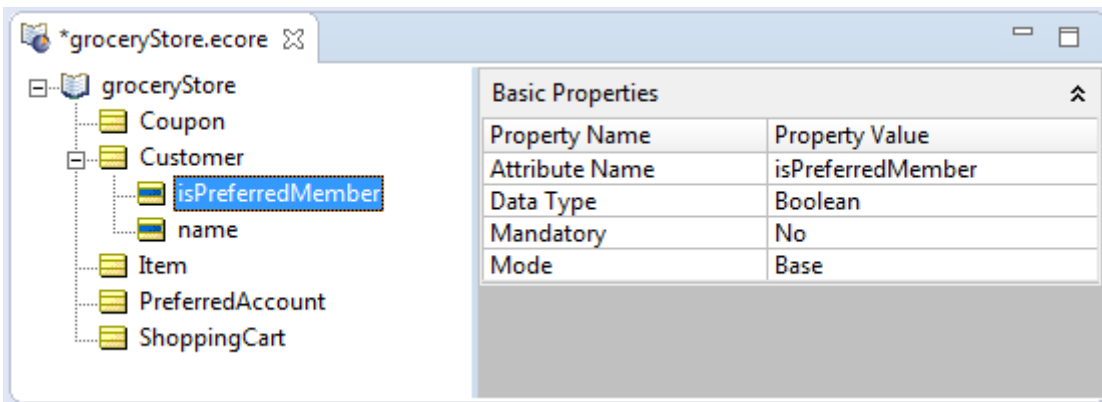 *groceryStore.ecore
groceryStore
Coupon
Customer
isPreferredMember
name
Item
PreferredAccount
ShoppingCart
Basic Properties
Property Name Property Value
Attribute Name isPreferredMember
Data Type Boolean
Mandatory No
Mode Base